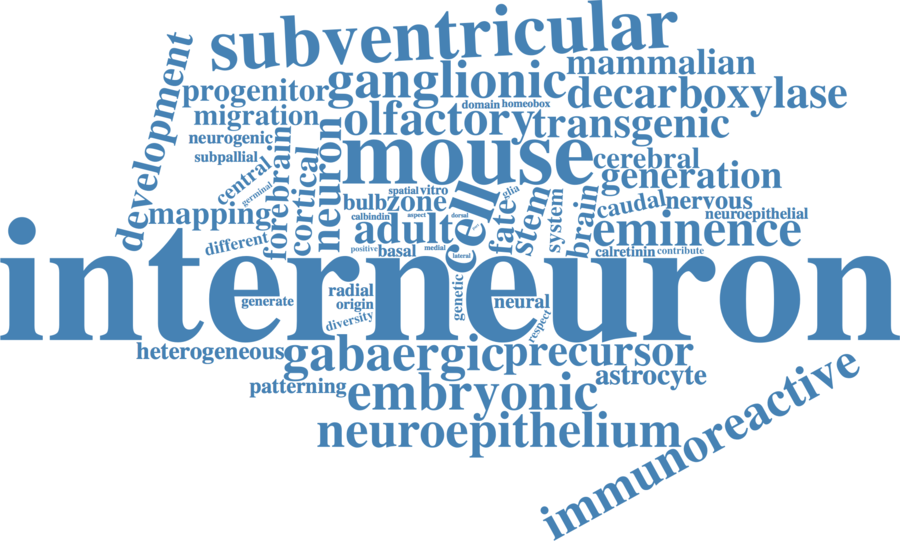 subventricular
mammalian
development
progenitor
ganglionic
decarboxylase
domain
homeobox
migration
olfactory
transgenic
neurogenic
mouse
subpallial
cerebral
central
forebrain
cortical
neuron
generation
germinal
spatial
vitro
glia
bulb
zone
cell
fate
stem
system
brain
caudal
nervous
mapping
calbindin
aspect
dorsal
neuroepithelial
adult
eminence
different
positive
basal
medial
lateral
calretinin
contribute
interneuron
generate
radial
origin
diversity
genetic
neural
respect
heterogeneous
gabaergic
precursor
astrocyte
patterning
embryonic
neuroepithelium
immunoreactive